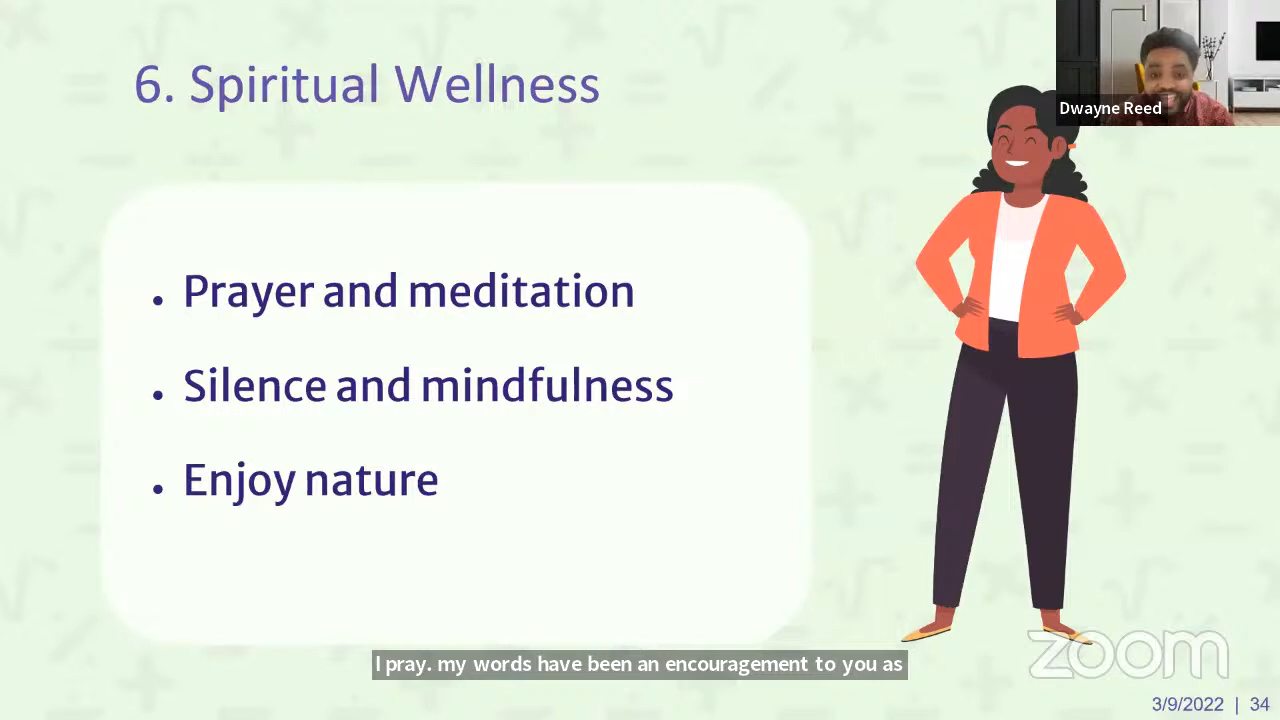 6. Spiritual Wellness
Dwayne Reed
• Prayer and meditation
• Silence and mindfulness
• Enjoy nature
I pray. my words have been an encouragement to you as
zoom
3/9/2022 | 34